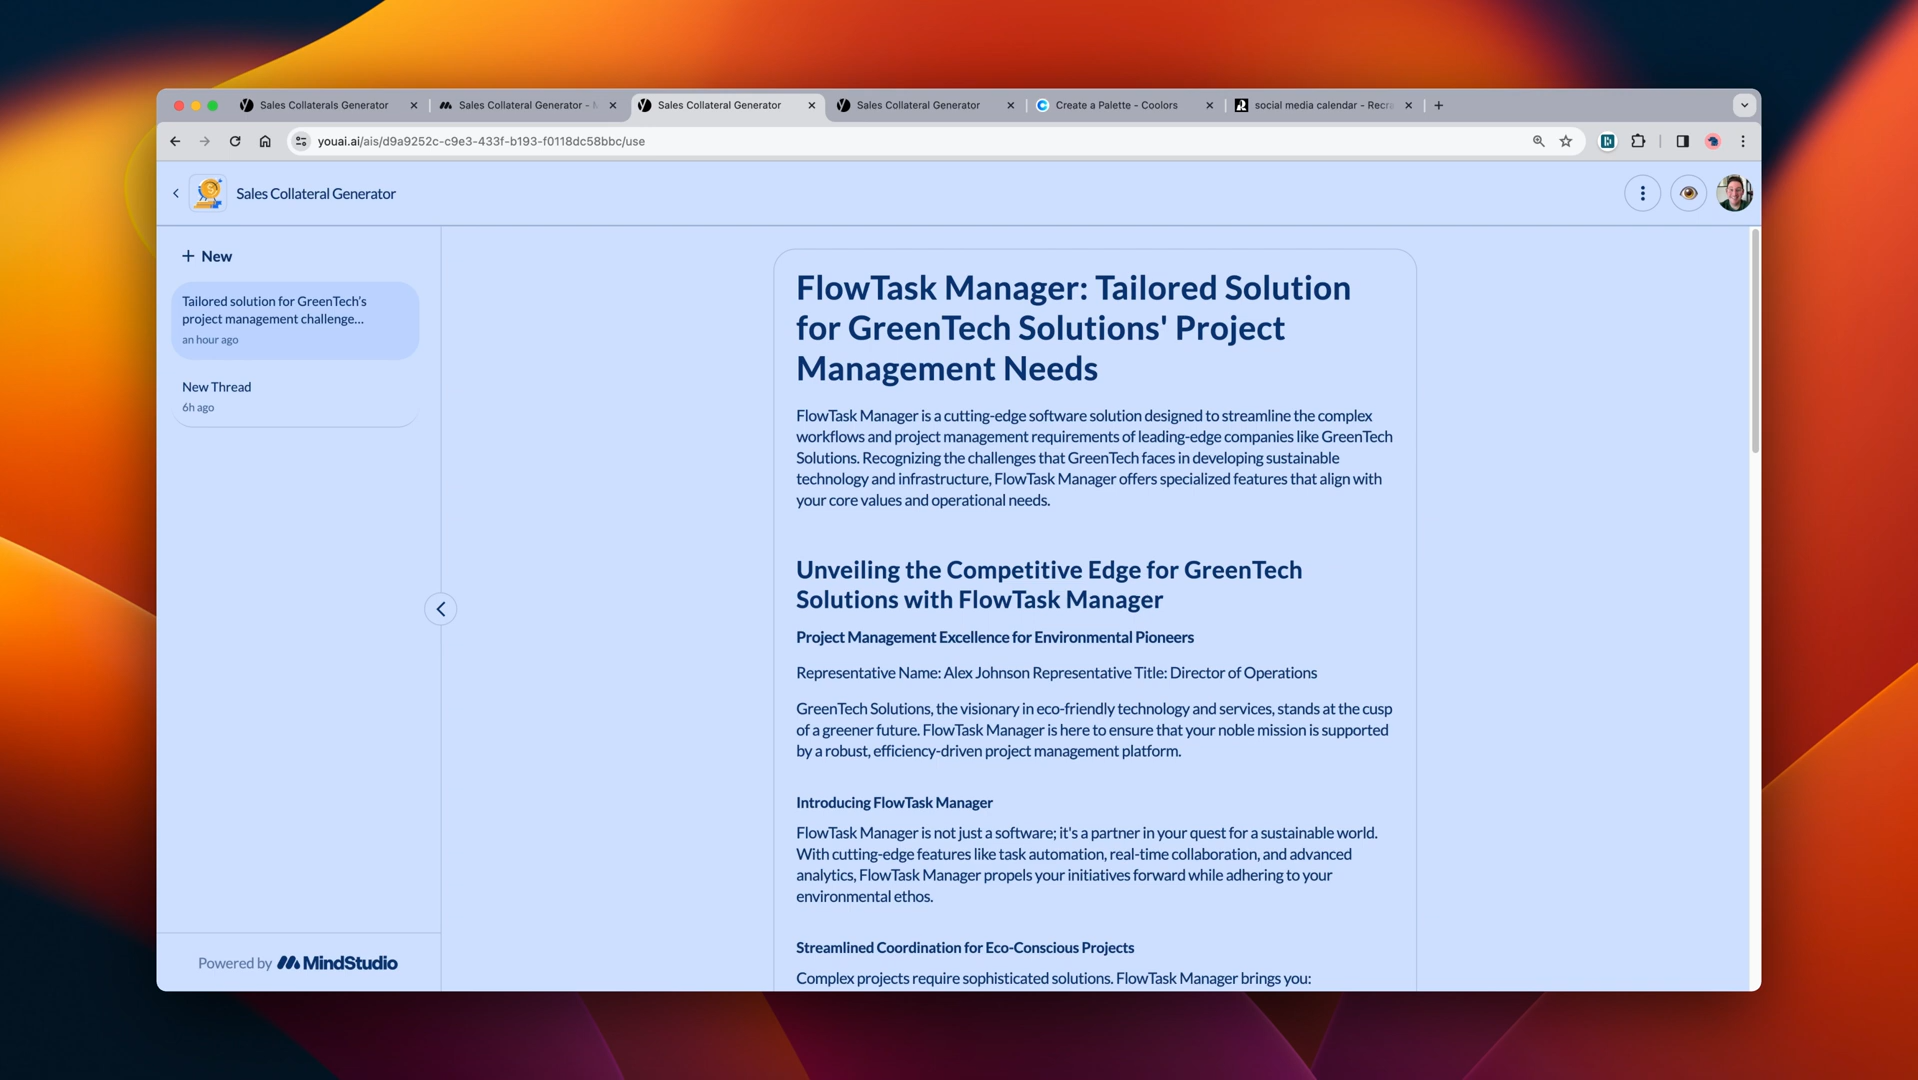 Sales Collaterals Generator
Sales Collateral Generator -
Sales Collateral Generator
Sales Collateral Generator
Create a Palette - Coolors
social media calendar - Recra
youai.ai/ais/d9a9252c-c9e3-433f-b193-f0118dc58bbc/use
Sales Collateral Generator
+ New
Tailored solution for GreenTech's
project management challenge...
an hour ago
New Thread
6h ago
Powered by MindStudio
FlowTask Manager: Tailored Solution
for GreenTech Solutions' Project
Management Needs
FlowTask Manager is a cutting-edge software solution designed to streamline the complex
workflows and project management requirements of leading-edge companies like GreenTech
Solutions. Recognizing the challenges that GreenTech faces in developing sustainable
technology and infrastructure, FlowTask Manager offers specialized features that align with
your core values and operational needs.
Unveiling the Competitive Edge for GreenTech
Solutions with FlowTask Manager
Project Management Excellence for Environmental Pioneers
Representative Name: Alex Johnson Representative Title: Director of Operations
GreenTech Solutions, the visionary in eco-friendly technology and services, stands at the cusp
of a greener future. FlowTask Manager is here to ensure that your noble mission is supported
by a robust, efficiency-driven project management platform.
Introducing FlowTask Manager
FlowTask Manager is not just a software; it's a partner in your quest for a sustainable world.
With cutting-edge features like task automation, real-time collaboration, and advanced
analytics, FlowTask Manager propels your initiatives forward while adhering to your
environmental ethos.
Streamlined Coordination for Eco-Conscious Projects
Complex projects require sophisticated solutions. FlowTask Manager brings you: